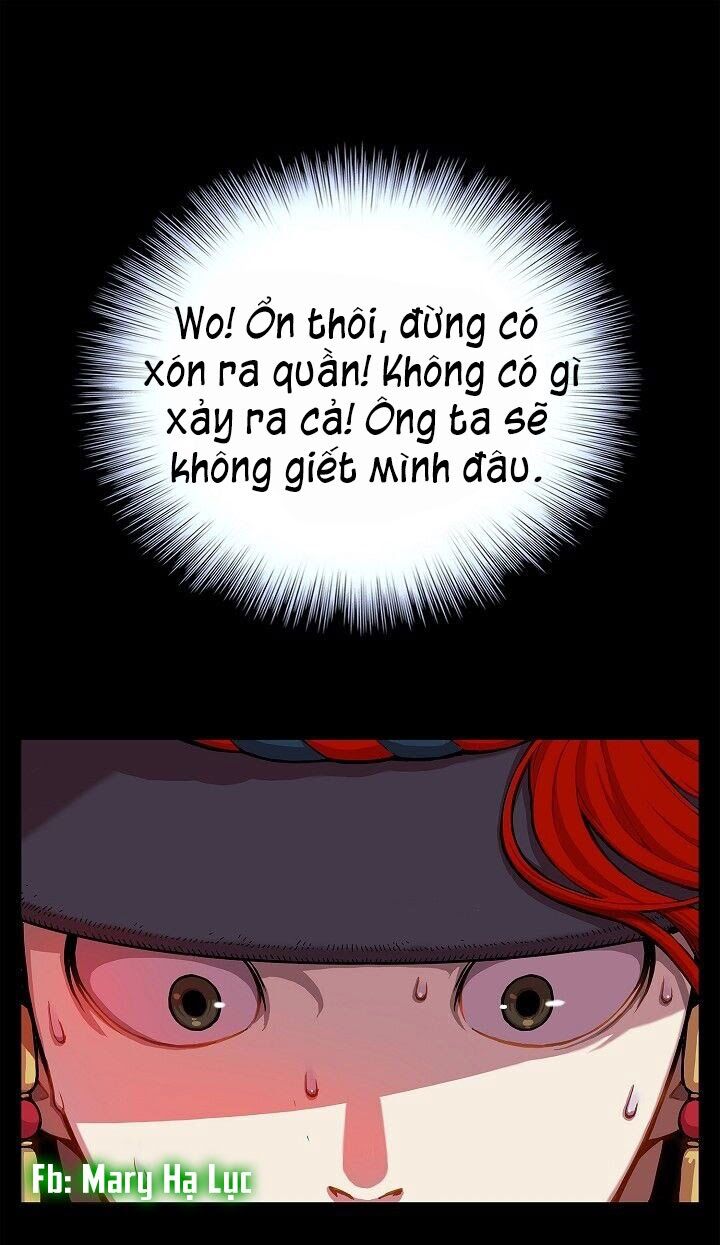 Wo! Ổn thôi, đừng có
xón ra quần! Không có gì
xảy ra cả! Ông ta sẽ
không giết mình đâu.
Fb: Mary Hạ Lục